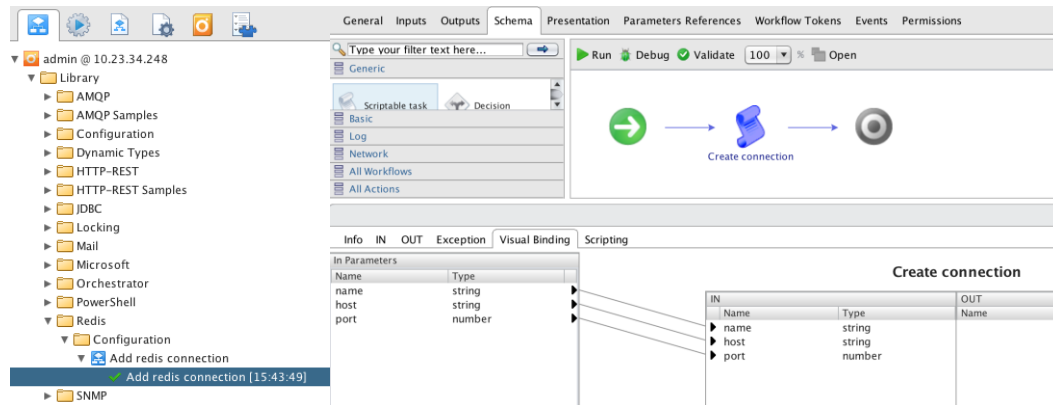 General Inputs Outputs Schema Presentation Parameters References Workflow Tokens Events Permissions
admin @ 10.23.34.248
Library
AMQP
AMQP Samples
Configuration
Dynamic Types
HTTP-REST
HTTP-REST Samples
JDBC
Locking
Mail
Microsoft
Orchestrator
PowerShell
Redis
Configuration
Add redis connection
Add redis connection [15:43:49]
SNMP
Type your filter text here...
Generic
Scriptable task Decision
Basic
Log
Network
All Workflows
All Actions
Run Debug Validate 100 % Open
Create connection
Info IN OUT Exception Visual Binding Scripting
In Parameters
Name Type
name string
host string
port number
Create connection
IN OUT
Name Type Name
name string
host string
port number